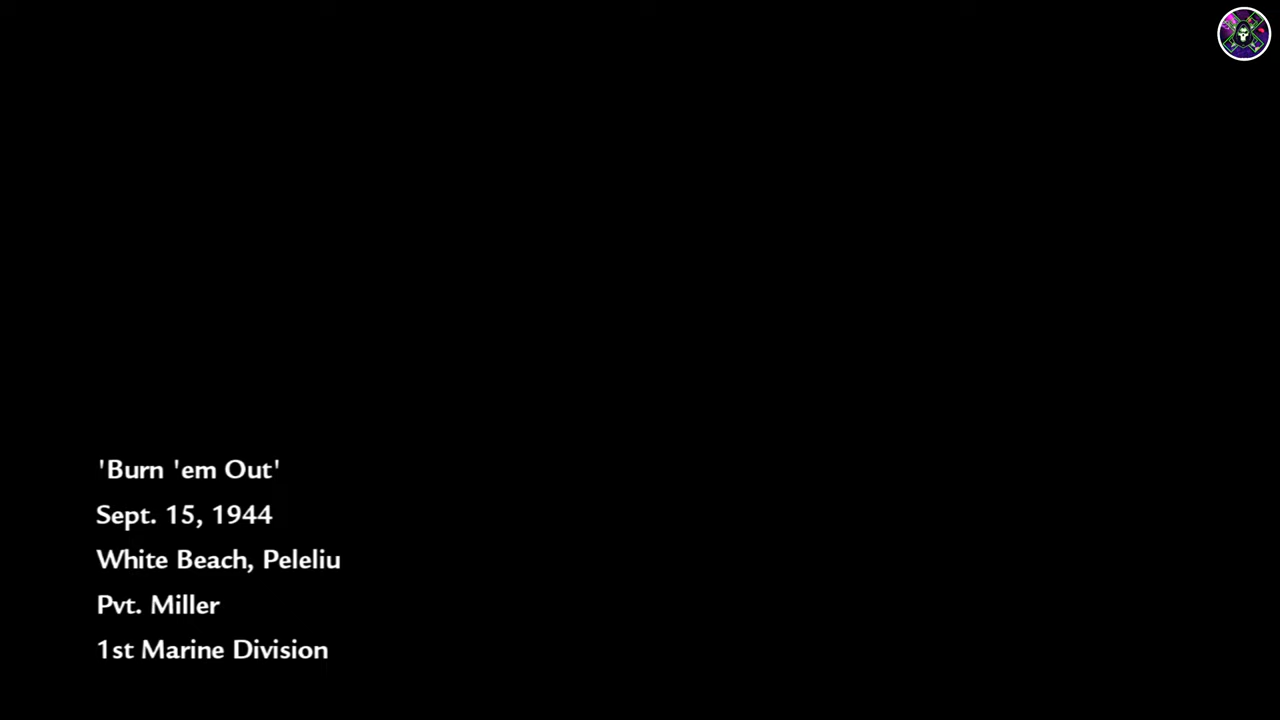 'Burn 'em Out'
Sept. 15, 1944
White Beach, Peleliu
Pvt. Miller
1st Marine Division